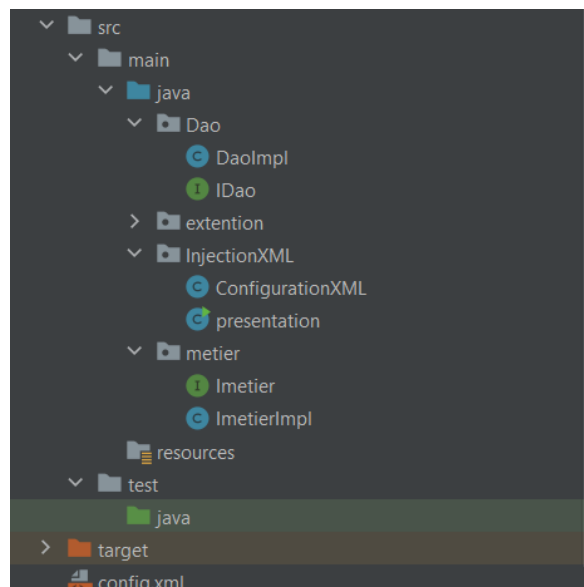 src
main
java
Dao
DaoImpl
IDao
extention
InjectionXML
ConfigurationXML
presentation
metier
Imetier
ImetierImpl
resources
test
java
target
config.xml